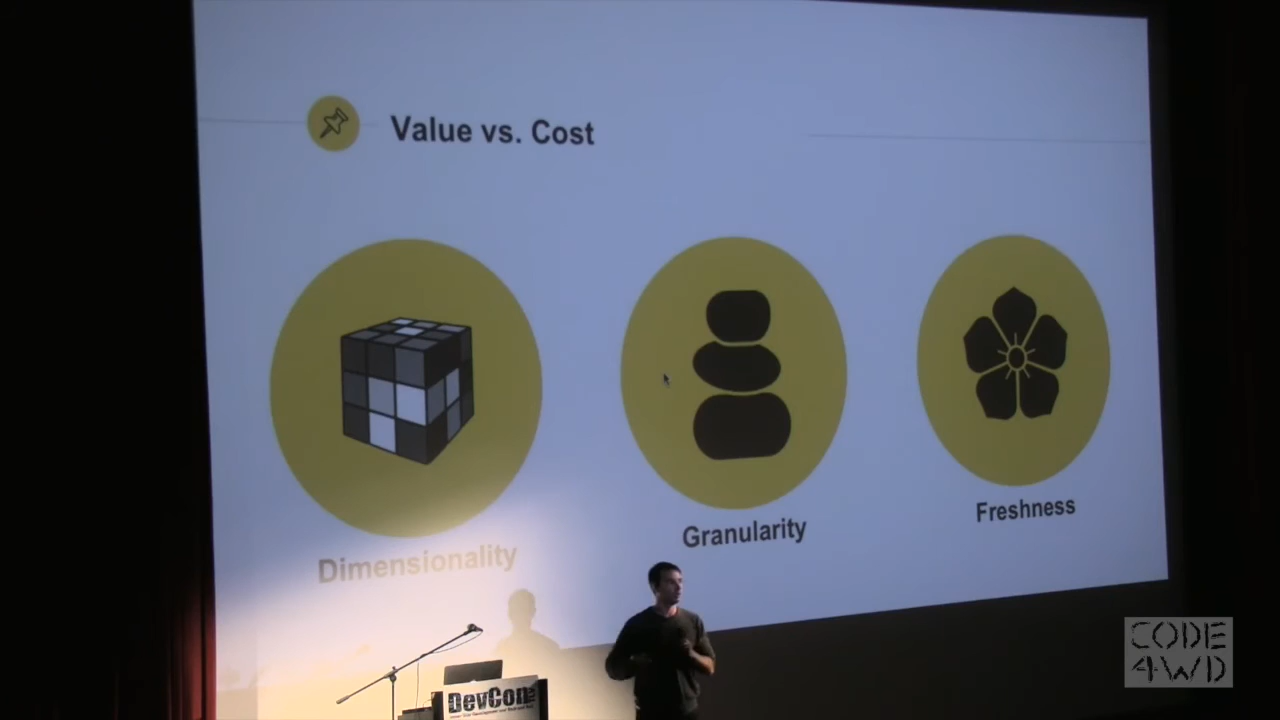 Value vs. Cost
Dimensionality
Granularity
Freshness
DevCon
CODE
4WD